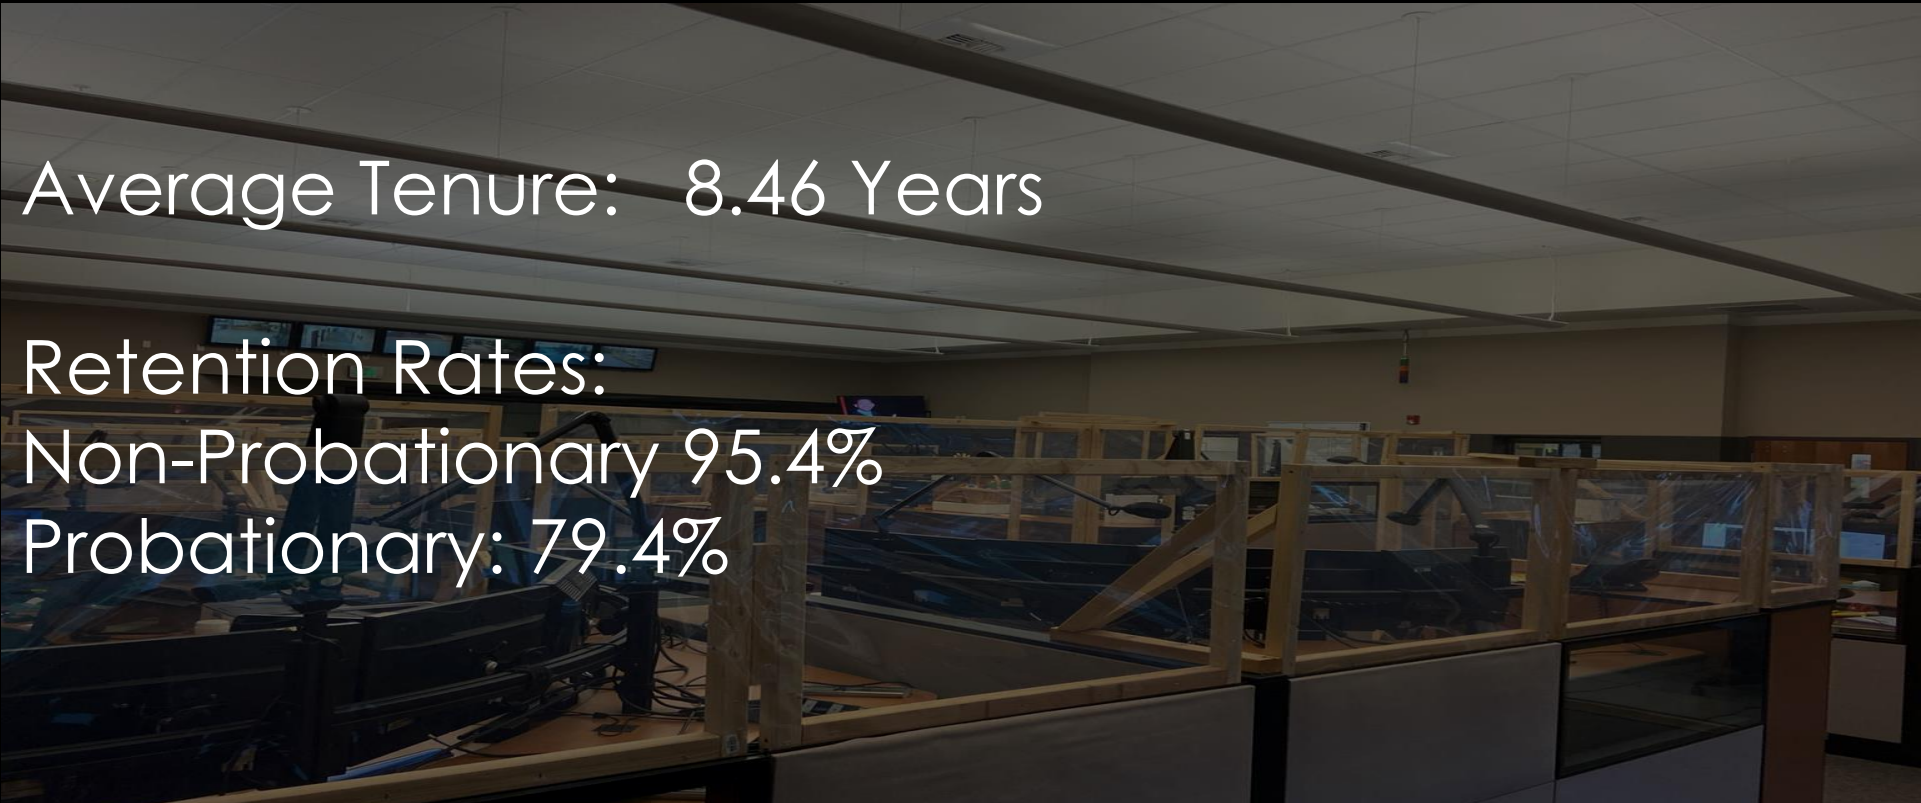 Average Tenure: 8.46 Years
Retention Rates:
Non-Probationary 95.4%
Probationary: 79.4%